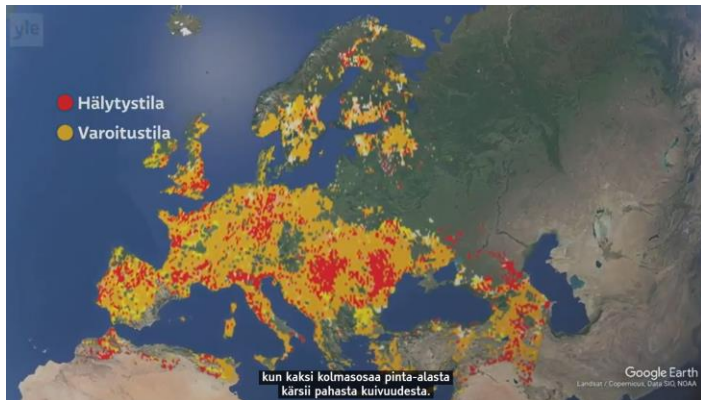 yle
Hälytystila
Varoitustila
kun kaksi kolmasosaa pinta-alasta
kärsii pahasta kuivuudesta.
Google Earth
Landsat / Copernicus, Data SIO, NOAA